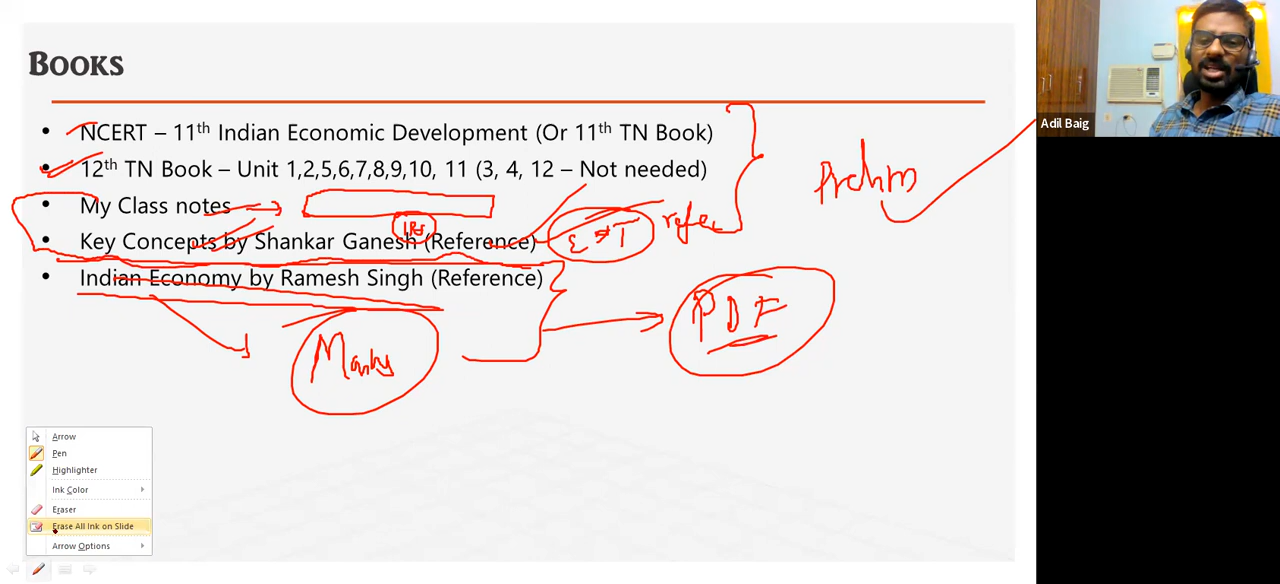 BOOKS
Adil Baig
• NCERT – 11th Indian Economic Development (Or 11th TN Book)
• 12th TN Book – Unit 1,2,5,6,7,8,9,10, 11 (3, 4, 12 – Not needed)
Prelims
• My Class notes
• Key Concepts by Shankar Ganesh (Reference)
• Indian Economy by Ramesh Singh (Reference)
PDF
Arrow
Pen
Highlighter
Ink Color
Eraser
Erase All Ink on Slide
Arrow Options